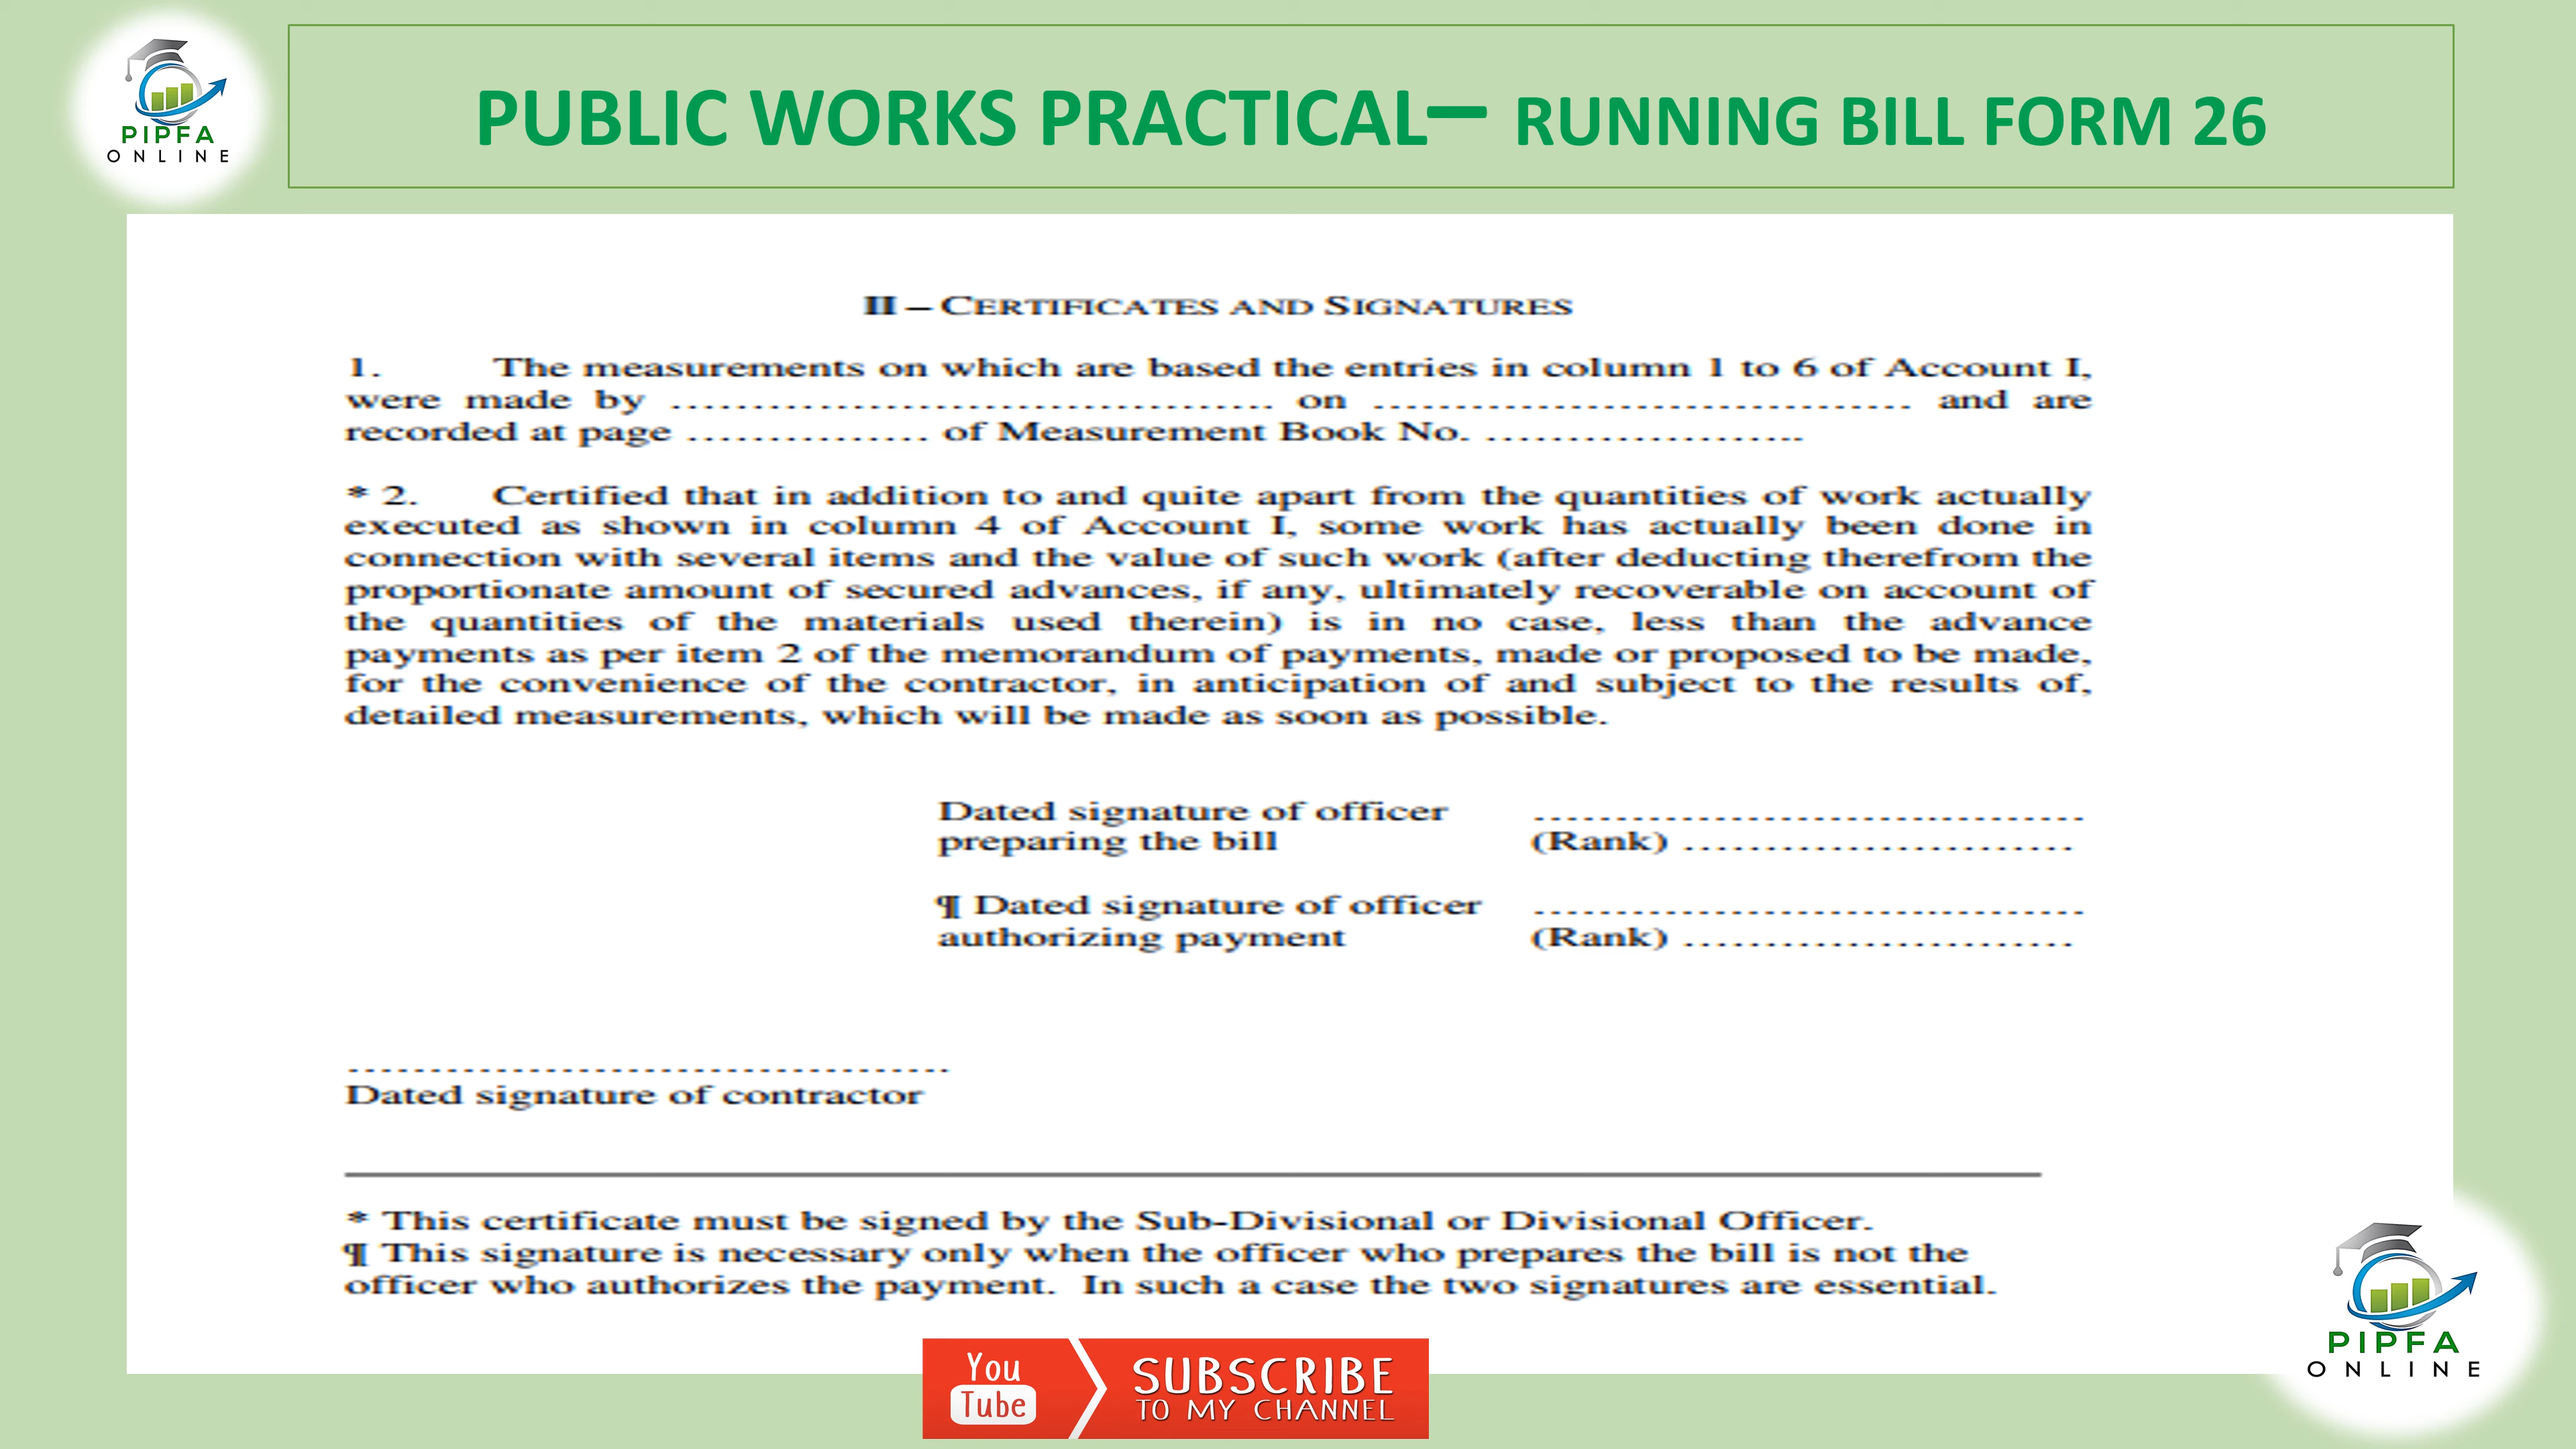 PIPFA
ONLINE
PUBLIC WORKS PRACTICAL– RUNNING BILL FORM 26
II – CERTIFICATES AND SIGNATURES
1. The measurements on which are based the entries in column 1 to 6 of Account I,
were made by ........................................ on .................................... and are
recorded at page ................ of Measurement Book No. .....................
* 2. Certified that in addition to and quite apart from the quantities of work actually
executed as shown in column 4 of Account I, some work has actually been done in
connection with several items and the value of such work (after deducting therefrom the
proportionate amount of secured advances, if any, ultimately recoverable on account of
the quantities of the materials used therein) is in no case, less than the advance
payments as per item 2 of the memorandum of payments, made or proposed to be made,
for the convenience of the contractor, in anticipation of and subject to the results of,
detailed measurements, which will be made as soon as possible.
Dated signature of officer ....................................
preparing the bill (Rank) ..........................
¶ Dated signature of officer ....................................
authorizing payment (Rank) ..........................
........................................
Dated signature of contractor
* This certificate must be signed by the Sub-Divisional or Divisional Officer.
¶ This signature is necessary only when the officer who prepares the bill is not the
officer who authorizes the payment. In such a case the two signatures are essential.
You
Tube
SUBSCRIBE
TO MY CHANNEL
PIPFA
ONLINE